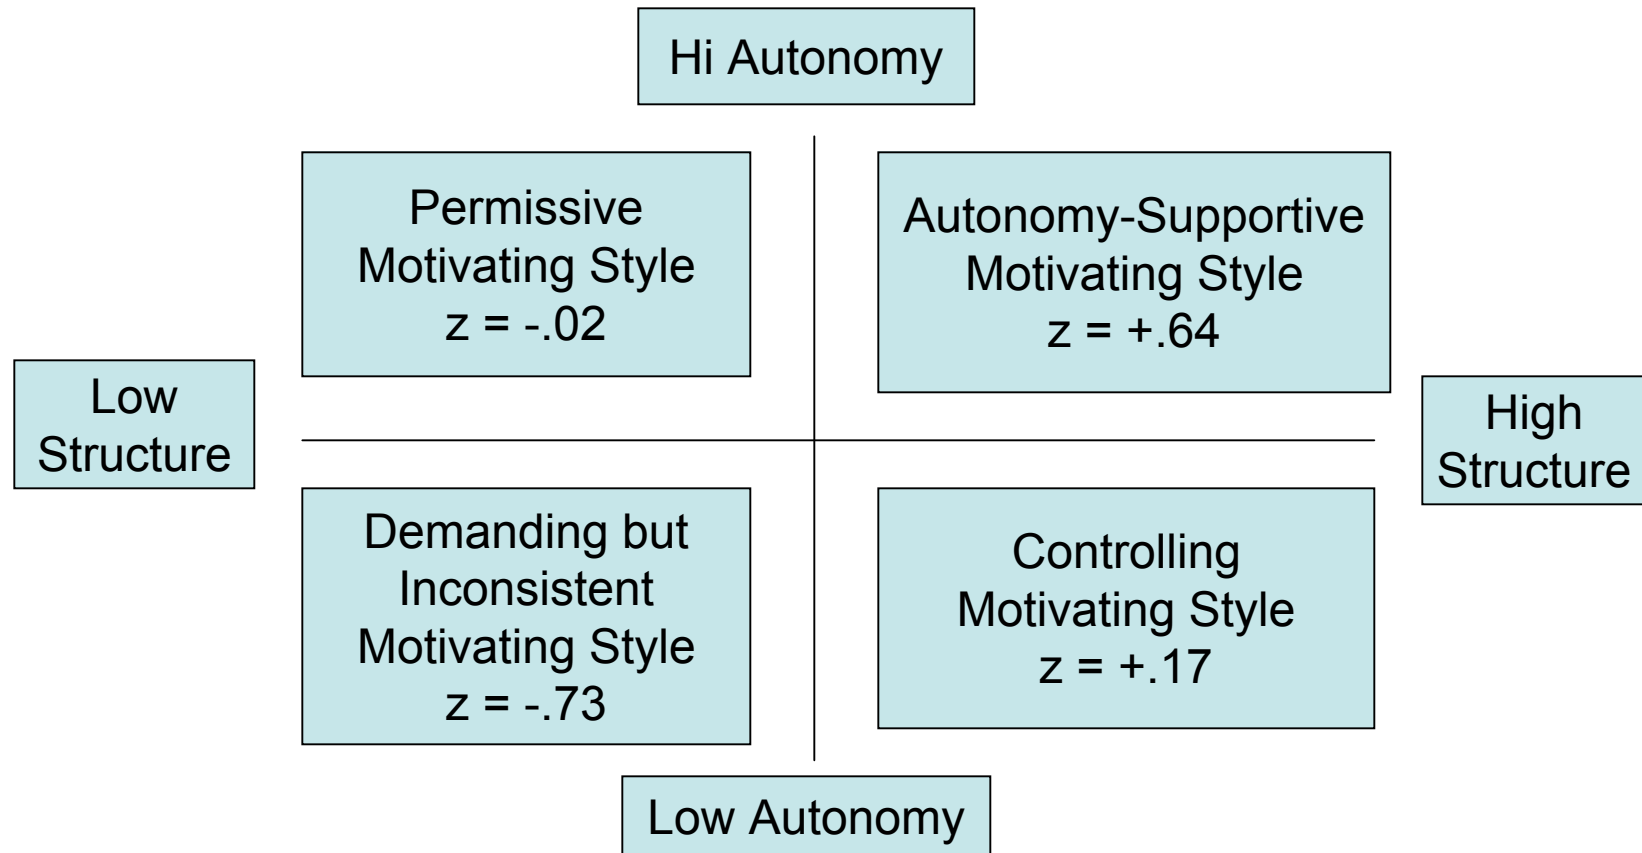 Hi Autonomy
Permissive
Motivating Style
z = -.02
Autonomy-Supportive
Motivating Style
z = +.64
Low
Structure
High
Structure
Demanding but
Inconsistent
Motivating Style
z = -.73
Controlling
Motivating Style
z = +.17
Low Autonomy